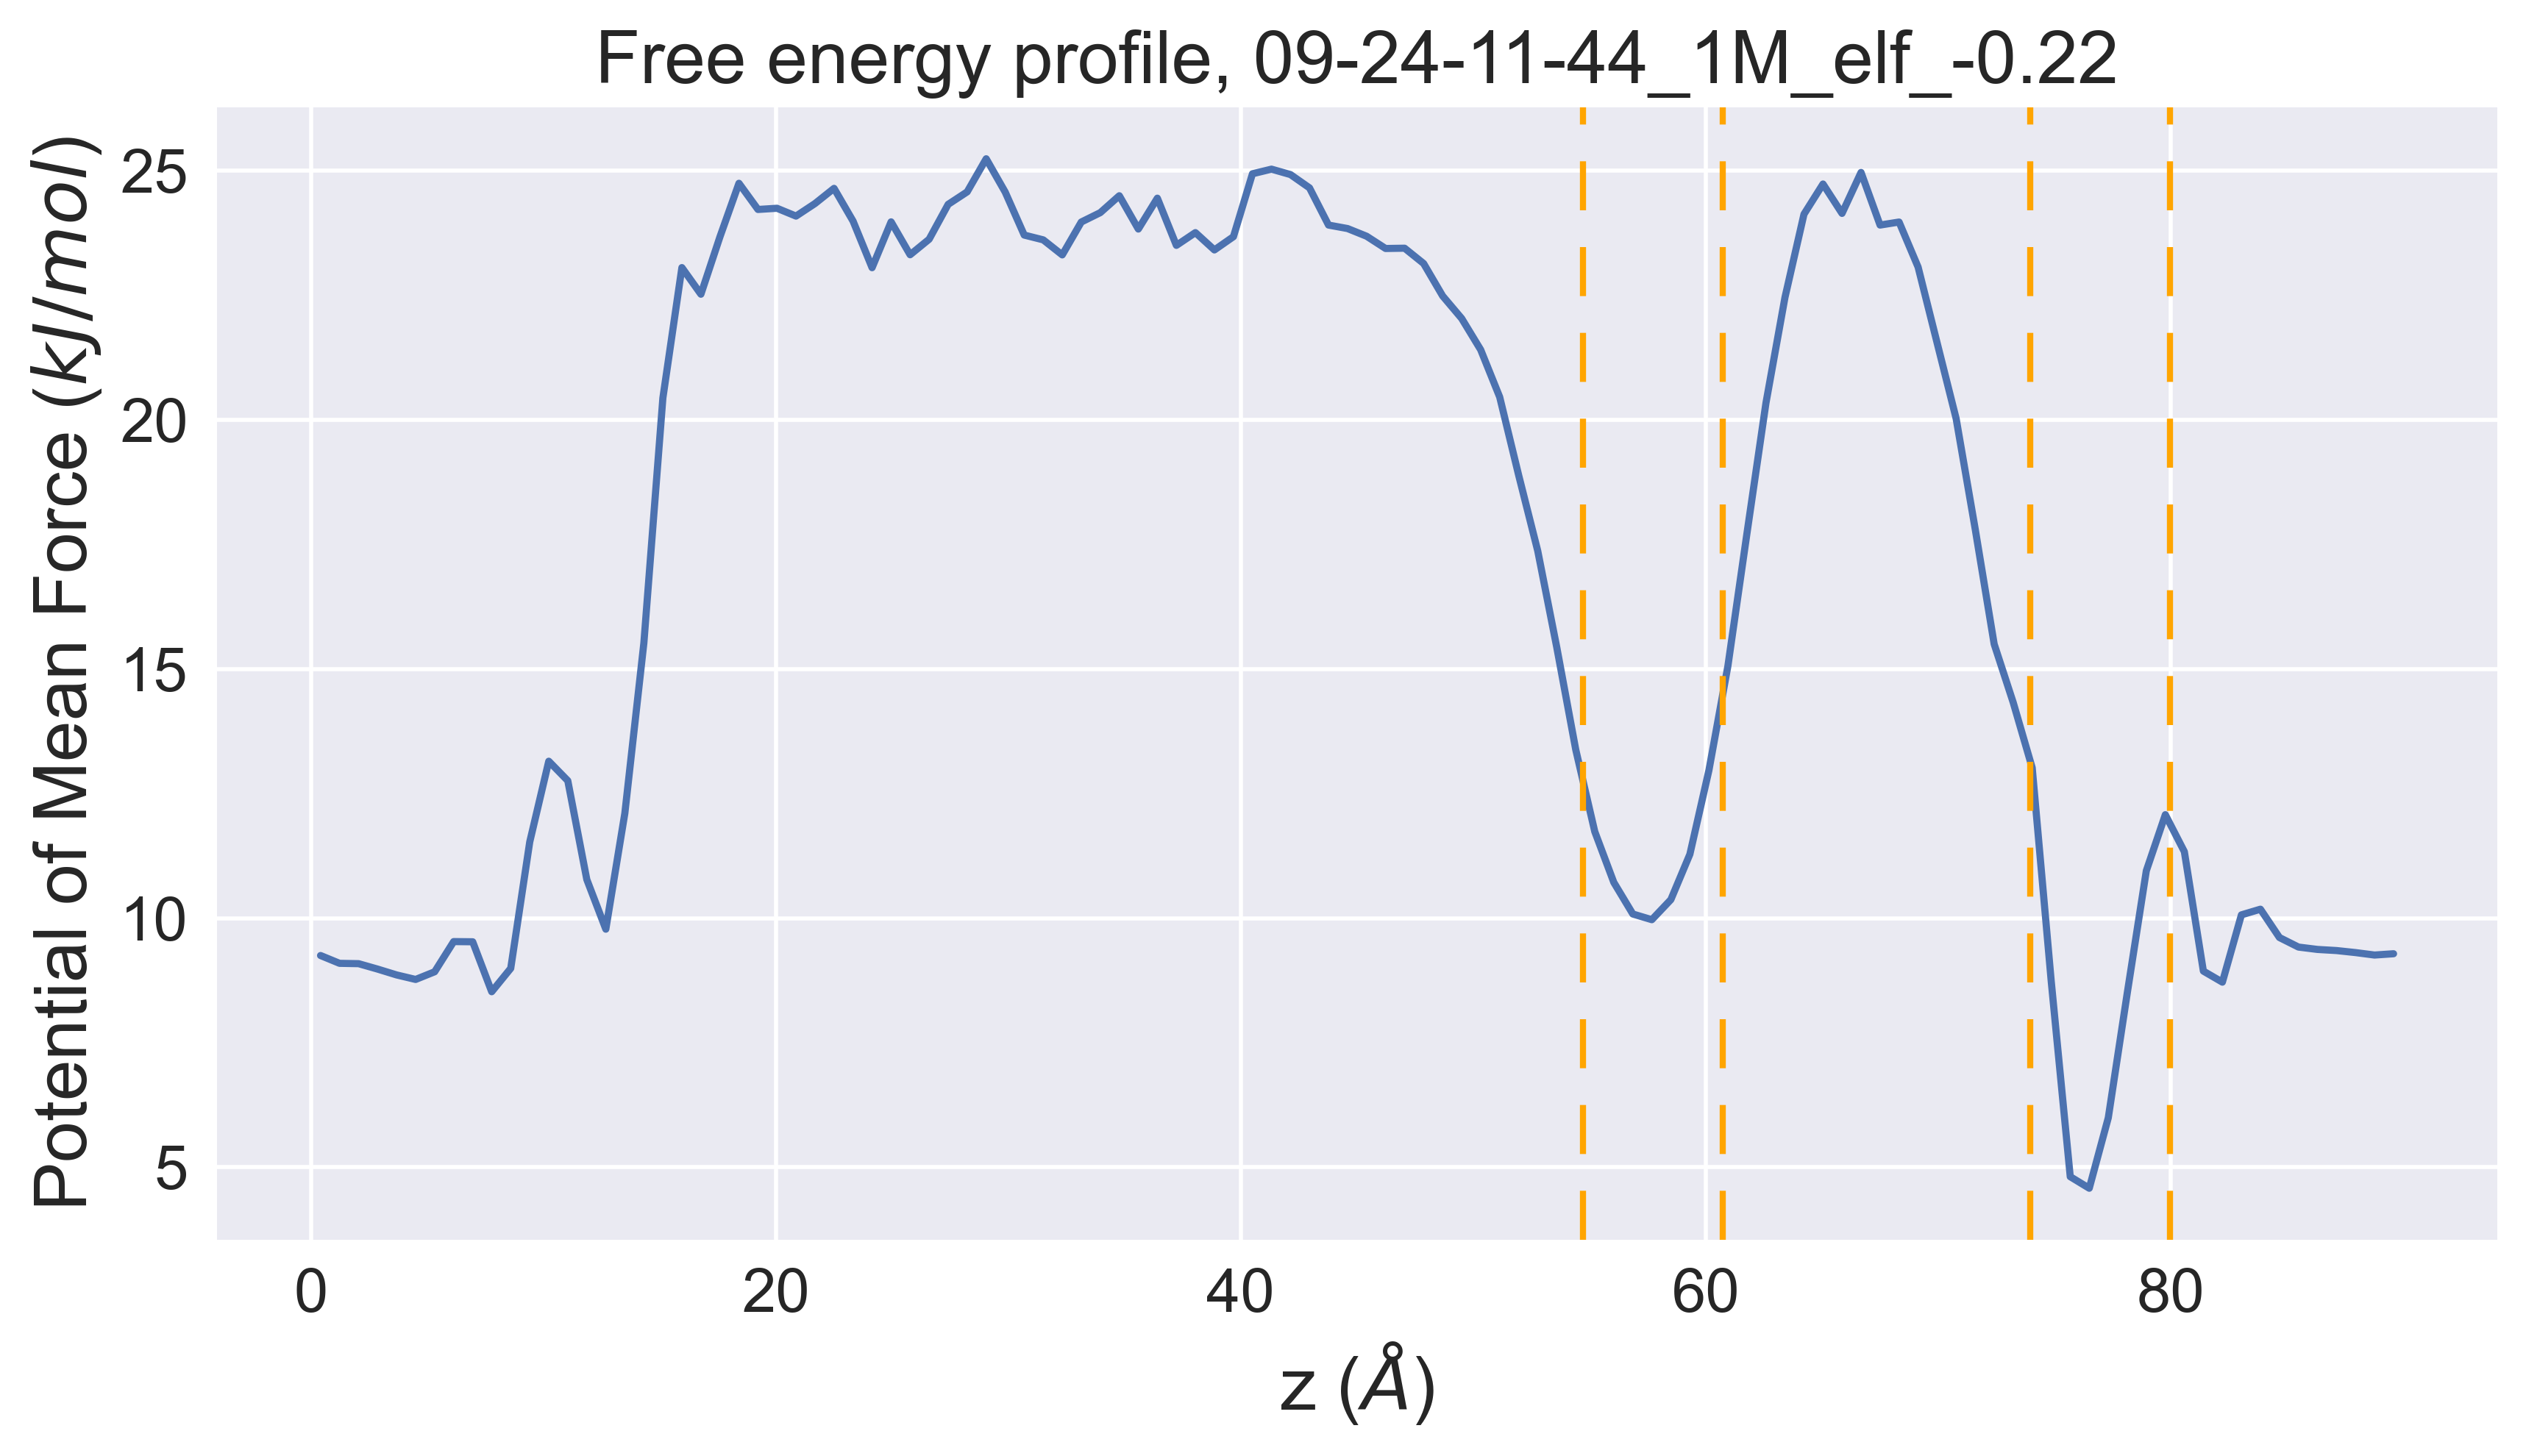 Free energy profile, 09-24-11-44_1M_elf_-0.22
Potential of Mean Force (kJ/mol)
25
20
15
10
5
0 20 40 60 80
z (Å)